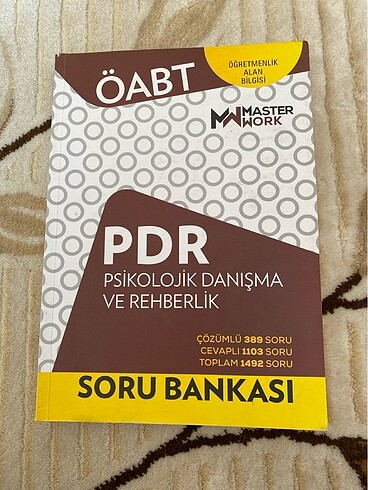 ÖABT
ÖĞRETMENLİK
ALAN
BİLGİSİ
MW MASTER
WORK
PDR
PSİKOLOJİK DANIŞMA
VE REHBERLİK
ÇÖZÜMLÜ 389 SORU
CEVAPLI 1103 SORU
TOPLAM 1492 SORU
SORU BANKASI